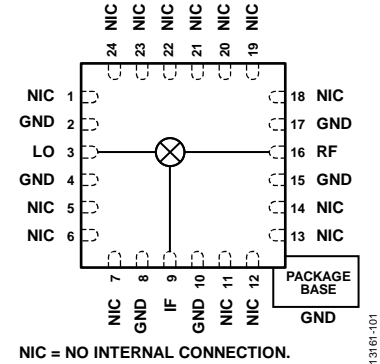 NIC NIC NIC NIC NIC NIC
24 23 22 21 20 19
NIC 1
GND 2
LO 3
GND 4
NIC 5
NIC 6
18 NIC
17 GND
16 RF
15 GND
14 NIC
13 NIC
7 8 9 10 11 12
NIC GND IF GND NIC NIC
PACKAGE
BASE
GND
NIC = NO INTERNAL CONNECTION.
13161-101